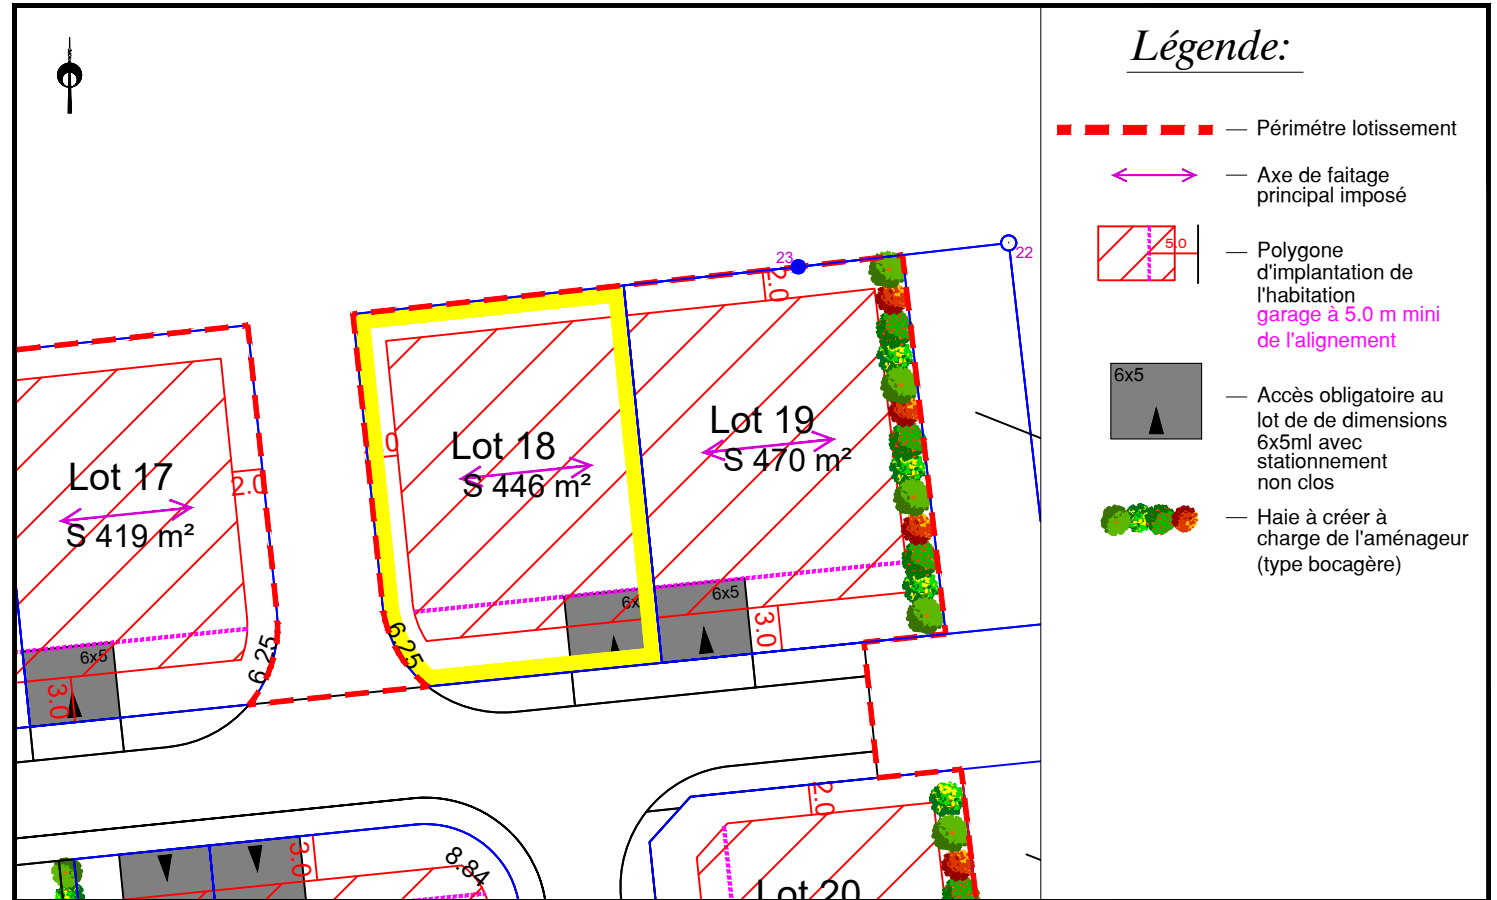 Légende:
Périmétre lotissement
Axe de faitage
principal imposé
5.0
Polygone
d'implantation de
l'habitation
garage à 5.0 m mini
de l'alignement
6x5
Accès obligatoire au
lot de de dimensions
6x5ml avec
stationnement
non clos
Haie à créer à
charge de l'aménageur
(type bocagère)
22
23
2.0
Lot 19
S 470 m²
Lot 18
S 446 m²
Lot 17
S 419 m²
2.0
6x5
3.0
6.25
6.25
6x5
3.0
2.0
3.0
8.84
Lot 20